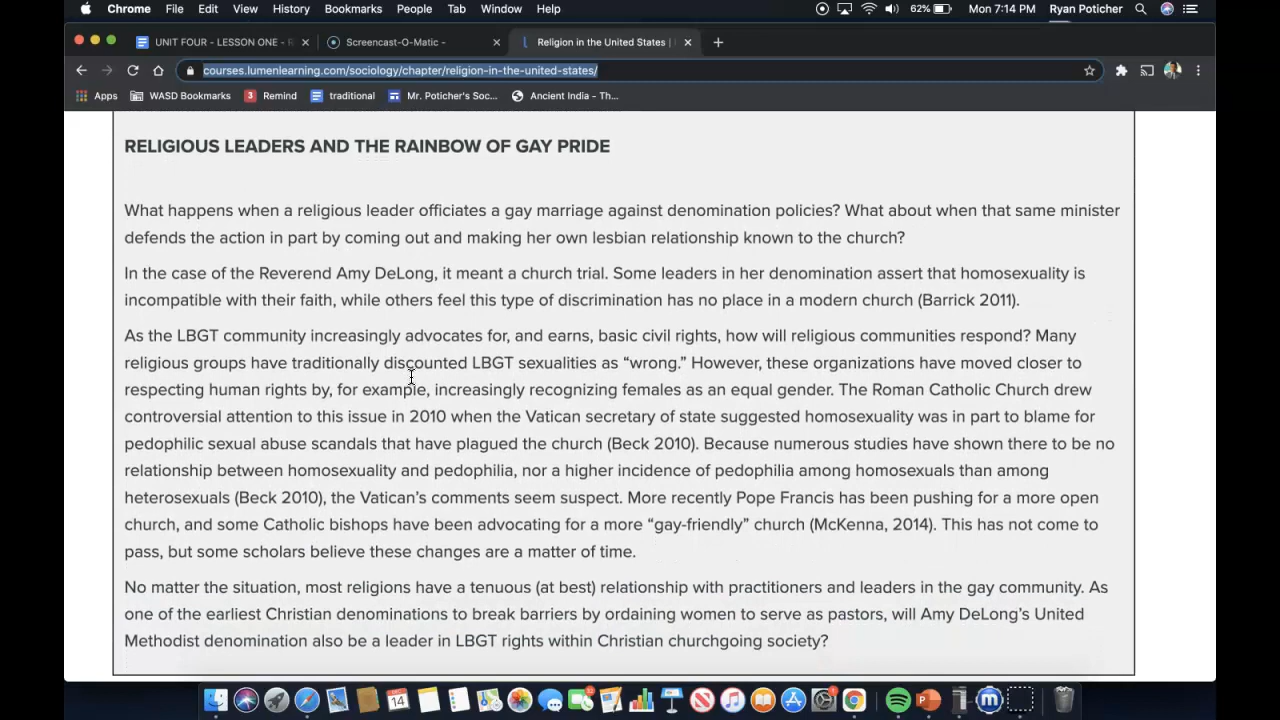 Chrome File Edit View History Bookmarks People Tab Window Help 62% Mon 7:14 PM Ryan Poticher
UNIT FOUR - LESSON ONE - R Screencast-O-Matic - Religion in the United States |
courses.lumenlearning.com/sociology/chapter/religion-in-the-united-states/
Apps WASD Bookmarks 3 Remind traditional Mr. Poticher's Soc... Ancient India - Th...
RELIGIOUS LEADERS AND THE RAINBOW OF GAY PRIDE
What happens when a religious leader officiates a gay marriage against denomination policies? What about when that same minister
defends the action in part by coming out and making her own lesbian relationship known to the church?
In the case of the Reverend Amy DeLong, it meant a church trial. Some leaders in her denomination assert that homosexuality is
incompatible with their faith, while others feel this type of discrimination has no place in a modern church (Barrick 2011).
As the LBGT community increasingly advocates for, and earns, basic civil rights, how will religious communities respond? Many
religious groups have traditionally discounted LBGT sexualities as “wrong.” However, these organizations have moved closer to
respecting human rights by, for example, increasingly recognizing females as an equal gender. The Roman Catholic Church drew
controversial attention to this issue in 2010 when the Vatican secretary of state suggested homosexuality was in part to blame for
pedophilic sexual abuse scandals that have plagued the church (Beck 2010). Because numerous studies have shown there to be no
relationship between homosexuality and pedophilia, nor a higher incidence of pedophilia among homosexuals than among
heterosexuals (Beck 2010), the Vatican’s comments seem suspect. More recently Pope Francis has been pushing for a more open
church, and some Catholic bishops have been advocating for a more “gay-friendly” church (McKenna, 2014). This has not come to
pass, but some scholars believe these changes are a matter of time.
No matter the situation, most religions have a tenuous (at best) relationship with practitioners and leaders in the gay community. As
one of the earliest Christian denominations to break barriers by ordaining women to serve as pastors, will Amy DeLong’s United
Methodist denomination also be a leader in LBGT rights within Christian churchgoing society?
14